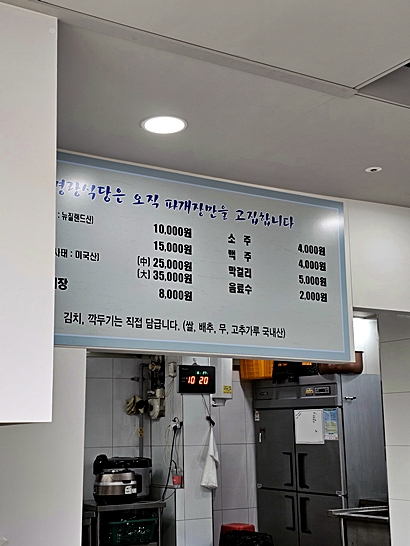 경랑식당은 오직 파개장만을 고집합니다
: 뉴질랜드산)
10,000원
15,000원
사태 : 미국산)
(中) 25,000원
(大) 35,000원
장
8,000원
소 주 4,000원
맥 주 4,000원
막걸리 5,000원
음료수 2,000원
김치, 깍두기는 직접 담급니다. (쌀, 배추, 무, 고추가루 국내산)
10 20